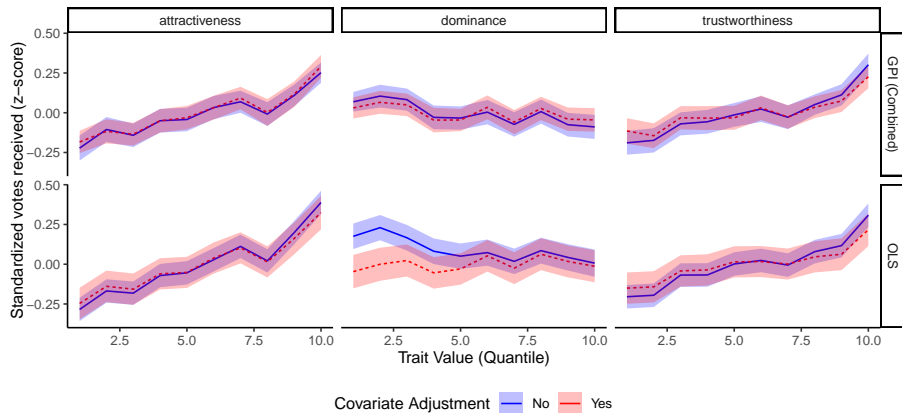 attractiveness dominance trustworthiness
Standardized votes received (z−score)
0.50
0.25
0.00
−0.25
GPI (Combined)
0.50
0.25
0.00
−0.25
OLS
2.5 5.0 7.5 10.0 2.5 5.0 7.5 10.0 2.5 5.0 7.5 10.0
Trait Value (Quantile)
Covariate Adjustment No Yes